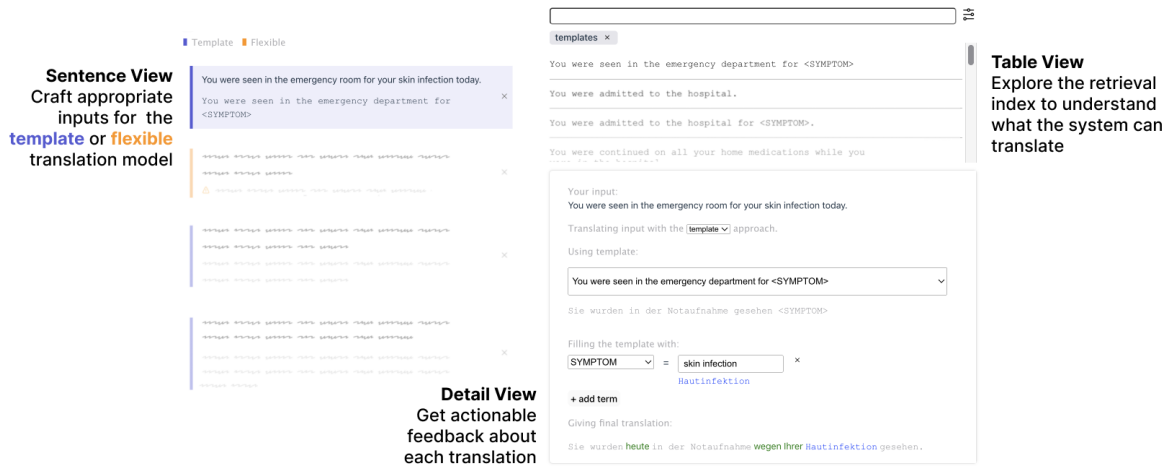 Template Flexible
Sentence View
Craft appropriate
inputs for the
template or flexible
translation model
You were seen in the emergency room for your skin infection today.
You were seen in the emergency department for
<SYMPTOM>
×
×
×
×
templates ×
You were seen in the emergency department for <SYMPTOM>
You were admitted to the hospital.
You were admitted to the hospital for <SYMPTOM>.
You were continued on all your home medications while you
Table View
Explore the retrieval
index to understand
what the system can
translate
Detail View
Get actionable
feedback about
each translation
Your input:
You were seen in the emergency room for your skin infection today.
Translating input with the template approach.
Using template:
You were seen in the emergency department for <SYMPTOM>
Sie wurden in der Notaufnahme gesehen <SYMPTOM>
Filling the template with:
SYMPTOM = skin infection ×
Hautinfektion
+ add term
Giving final translation:
Sie wurden heute in der Notaufnahme wegen Ihrer Hautinfektion gesehen.